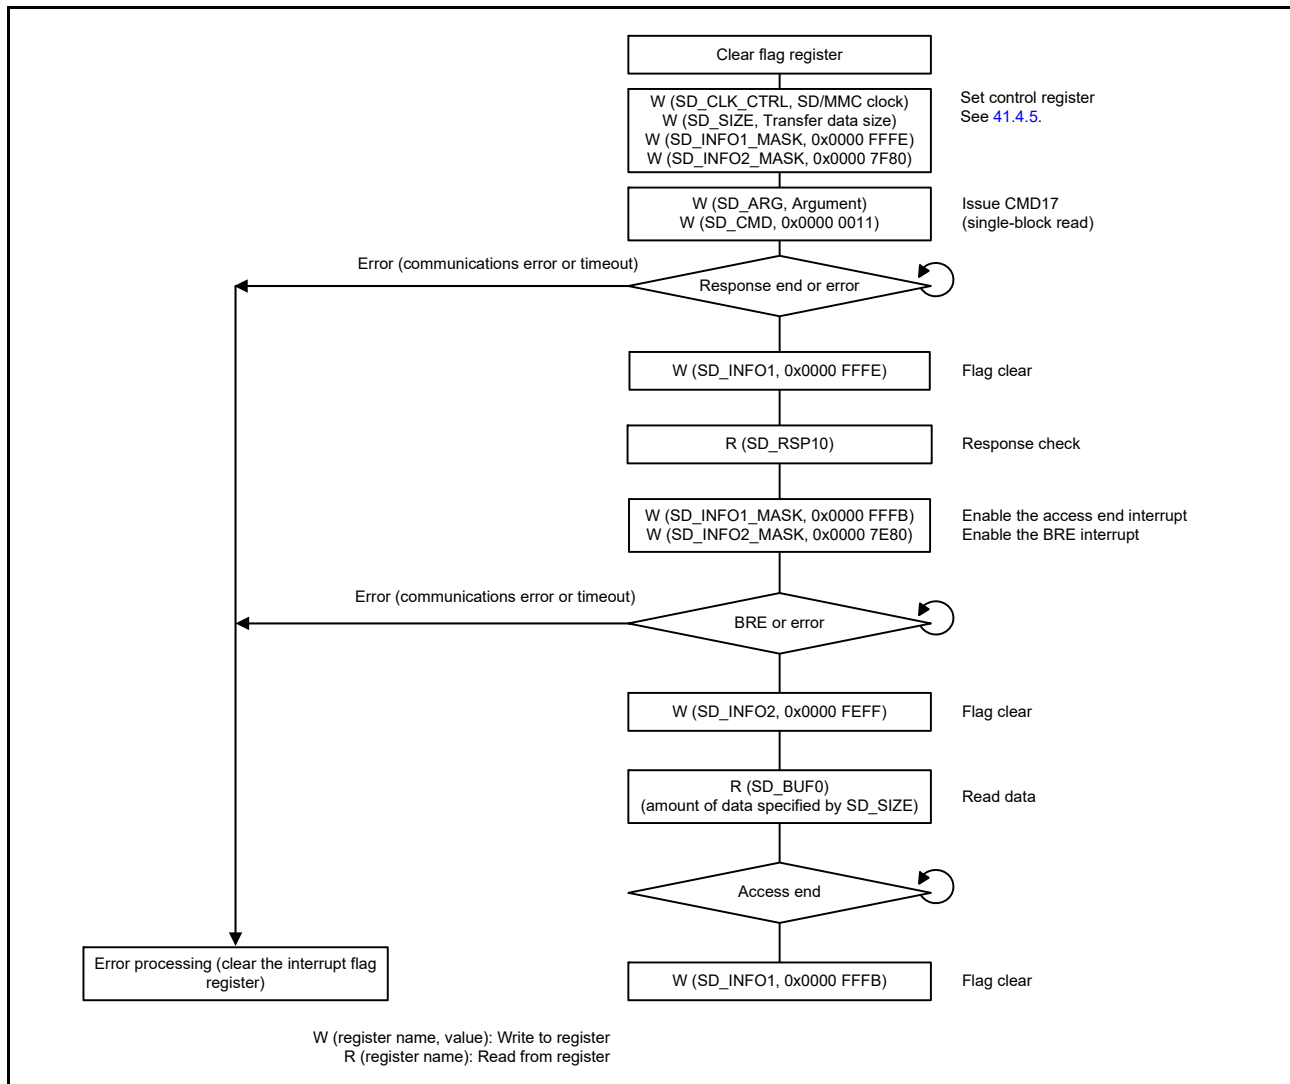 Clear flag register
W (SD_CLK_CTRL, SD/MMC clock)
W (SD_SIZE, Transfer data size)
W (SD_INFO1_MASK, 0x0000 FFFE)
W (SD_INFO2_MASK, 0x0000 7F80)
Set control register
See 41.4.5.
W (SD_ARG, Argument)
W (SD_CMD, 0x0000 0011)
Issue CMD17
(single-block read)
Error (communications error or timeout)
Response end or error
W (SD_INFO1, 0x0000 FFFE)
Flag clear
R (SD_RSP10)
Response check
W (SD_INFO1_MASK, 0x0000 FFFB)
W (SD_INFO2_MASK, 0x0000 7E80)
Enable the access end interrupt
Enable the BRE interrupt
Error (communications error or timeout)
BRE or error
W (SD_INFO2, 0x0000 FEFF)
Flag clear
R (SD_BUF0)
(amount of data specified by SD_SIZE)
Read data
Access end
Error processing (clear the interrupt flag
register)
W (SD_INFO1, 0x0000 FFFB)
Flag clear
W (register name, value): Write to register
R (register name): Read from register